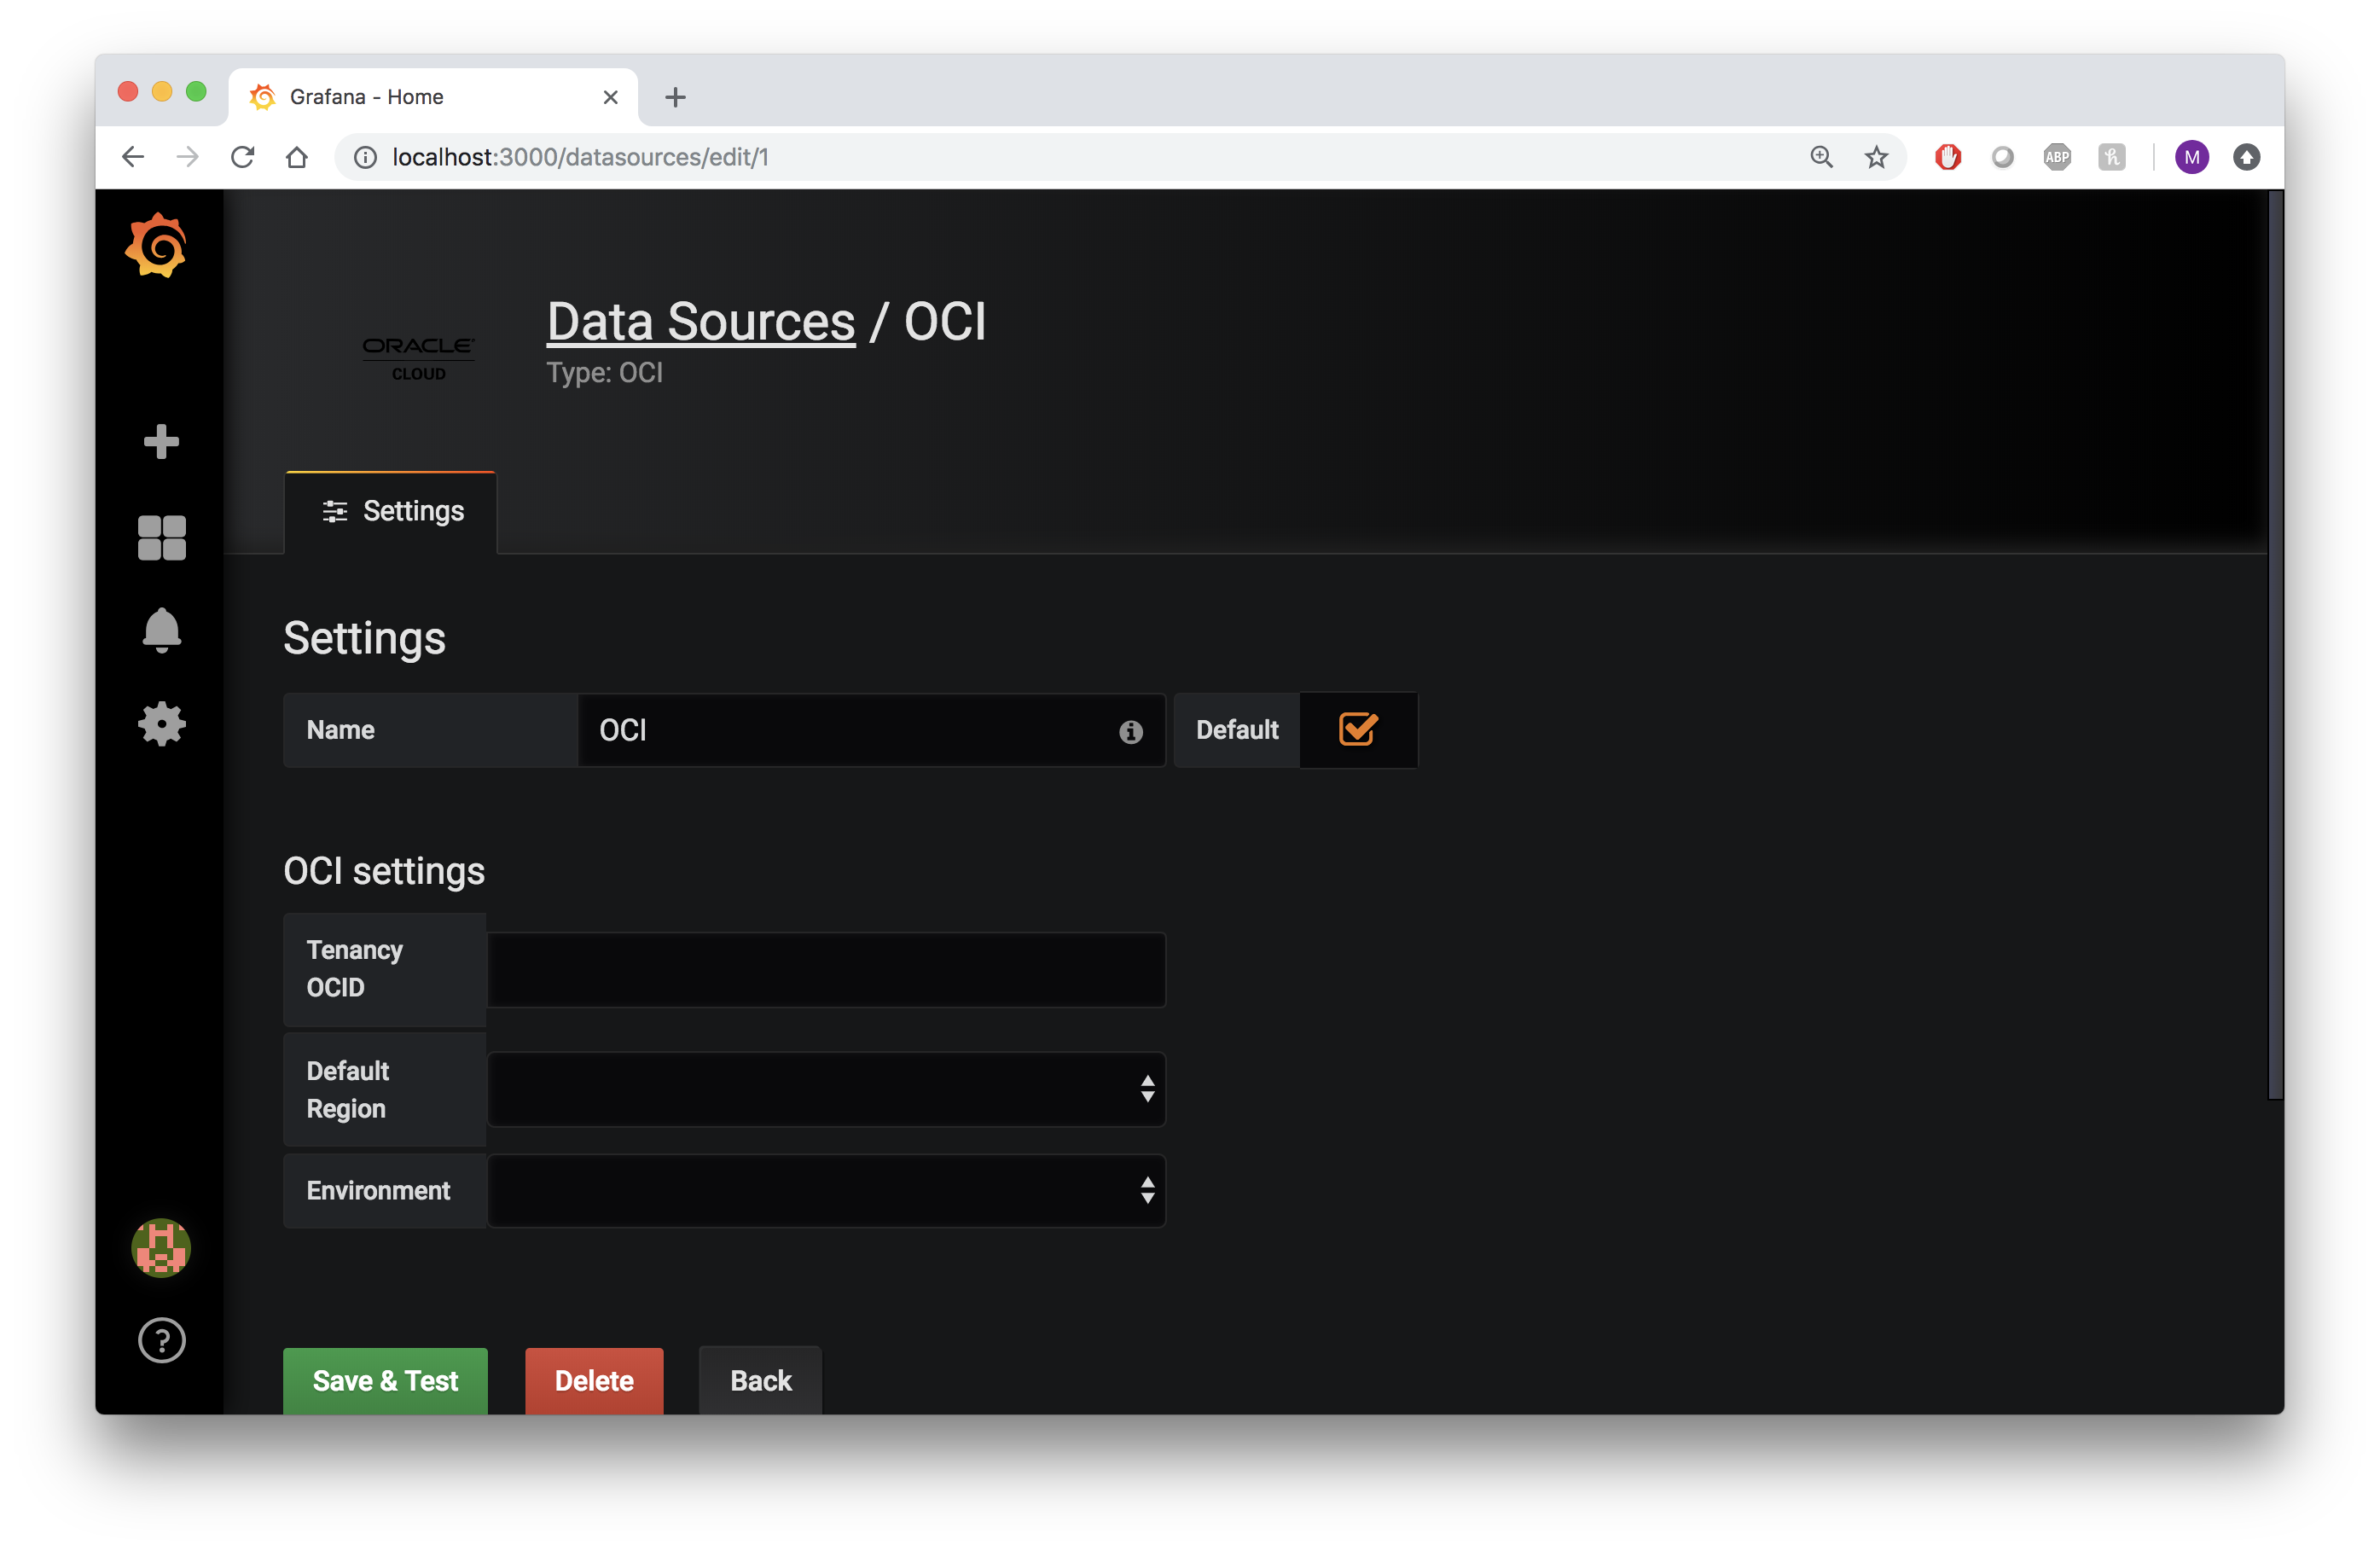 Grafana - Home
localhost:3000/datasources/edit/1
ABP
h
M
ORACLE
CLOUD
Data Sources / OCI
Type: OCI
Settings
Settings
Name
OCI
Default
OCI settings
Tenancy
OCID
Default
Region
Environment
Save & Test
Delete
Back